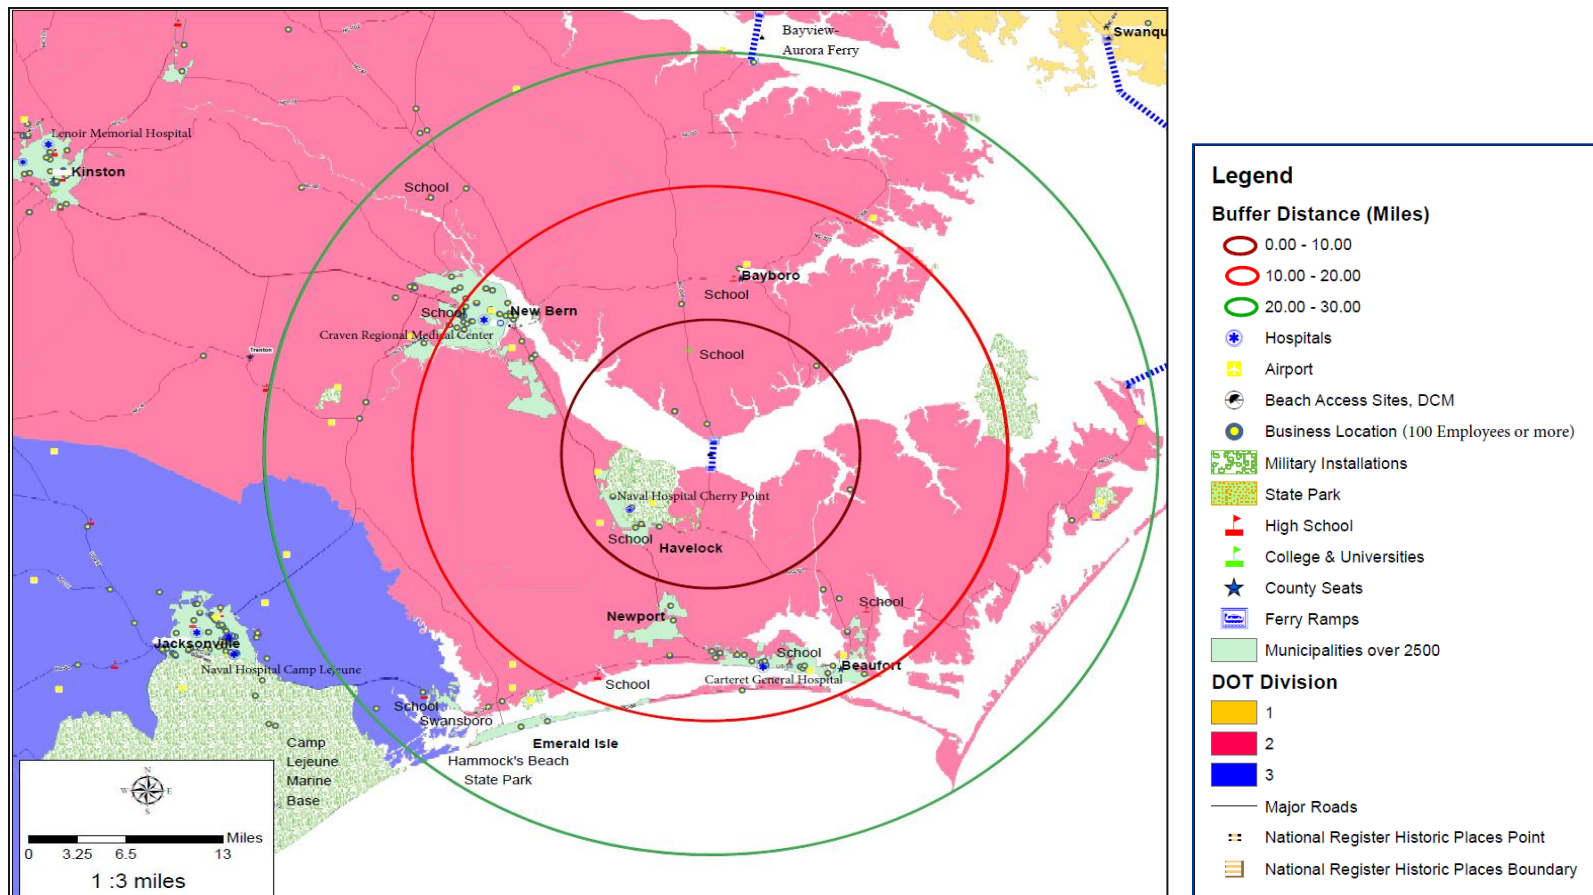 Bayview-
Aurora Ferry
Swanqu
Lenoir Memorial Hospital
Kinston
School
Bayboro
School
New Bern
School
Craven Regional Medical Center
School
Trenton
Naval Hospital Cherry Point
School
Havelock
Newport
School
Jacksonville
School
Beaufort
Naval Hospital Camp Lejeune
Carteret General Hospital
School
School
Swansboro
Emerald Isle
Hammock's Beach
State Park
Camp
Lejeune
Marine
Base
N
W
E
S
Miles
0 3.25 6.5 13
1 :3 miles
Legend
Buffer Distance (Miles)
0.00 - 10.00
10.00 - 20.00
20.00 - 30.00
Hospitals
Airport
Beach Access Sites, DCM
Business Location (100 Employees or more)
Military Installations
State Park
High School
College & Universities
County Seats
Ferry Ramps
Municipalities over 2500
DOT Division
1
2
3
Major Roads
National Register Historic Places Point
National Register Historic Places Boundary